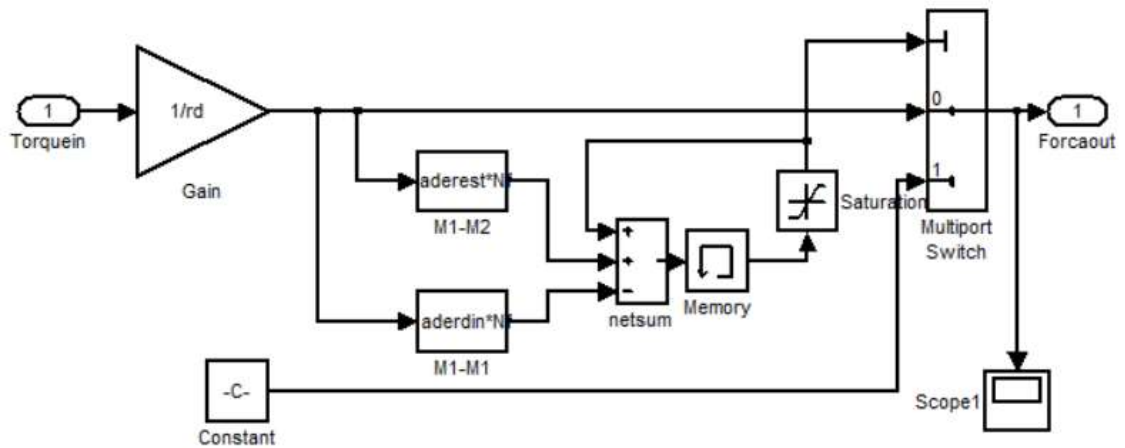 1
Torquein
1/rd
Gain
aderest*N
M1-M2
aderdin*N
M1-M1
-C-
Constant
+
+
-
netsum
Memory
Saturation
0
1
Multiport
Switch
1
Forcaout
Scope1